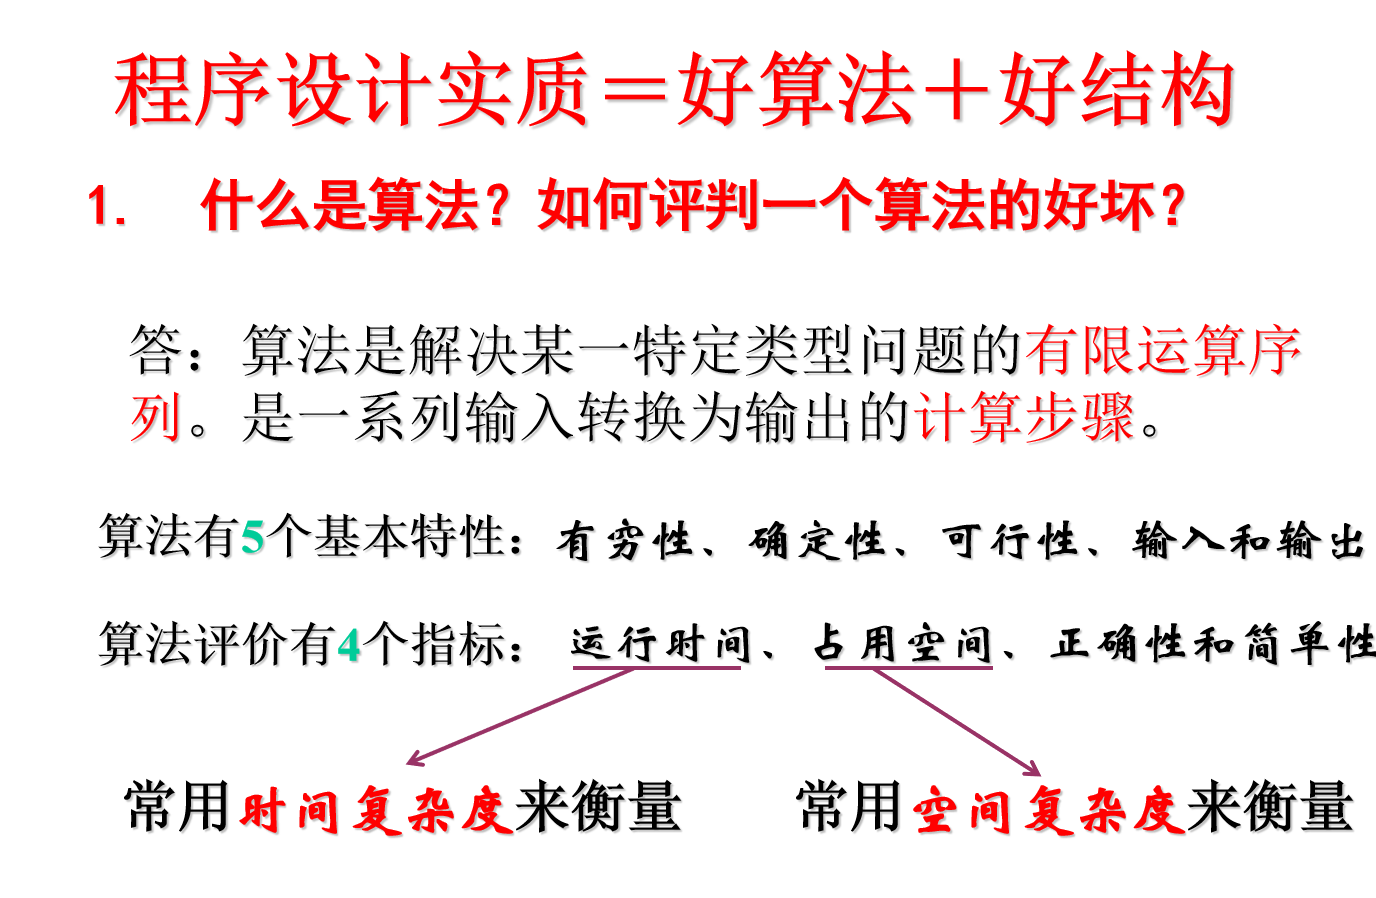 程序设计实质＝好算法＋好结构
1. 什么是算法？如何评判一个算法的好坏？
答：算法是解决某一特定类型问题的有限运算序
列。是一系列输入转换为输出的计算步骤。
算法有5个基本特性：有穷性、确定性、可行性、输入和输出
算法评价有4个指标：运行时间、占用空间、正确性和简单性
常用时间复杂度来衡量 常用空间复杂度来衡量